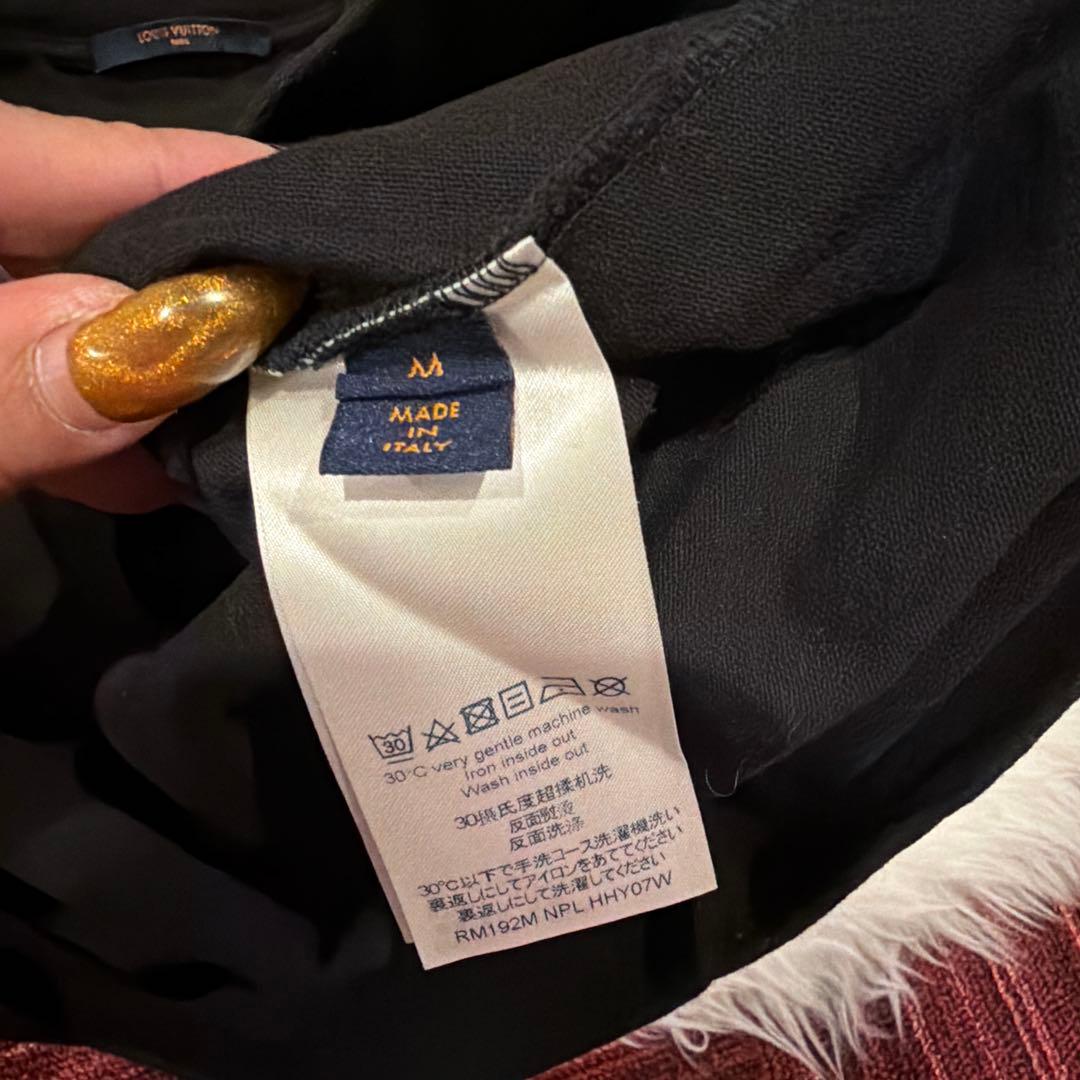 LOUIS VUITTON
M
MADE
IN
ITALY
30
30°C very gentle machine wash
Iron inside out
Wash inside out
30摄氏度超揉机洗
反面熨烫
反面洗涤
30℃以下で手洗コース洗濯機洗い
裏返しにしてアイロンをあててください
裏返しにして洗濯してください
RM192M NPL HHY07W